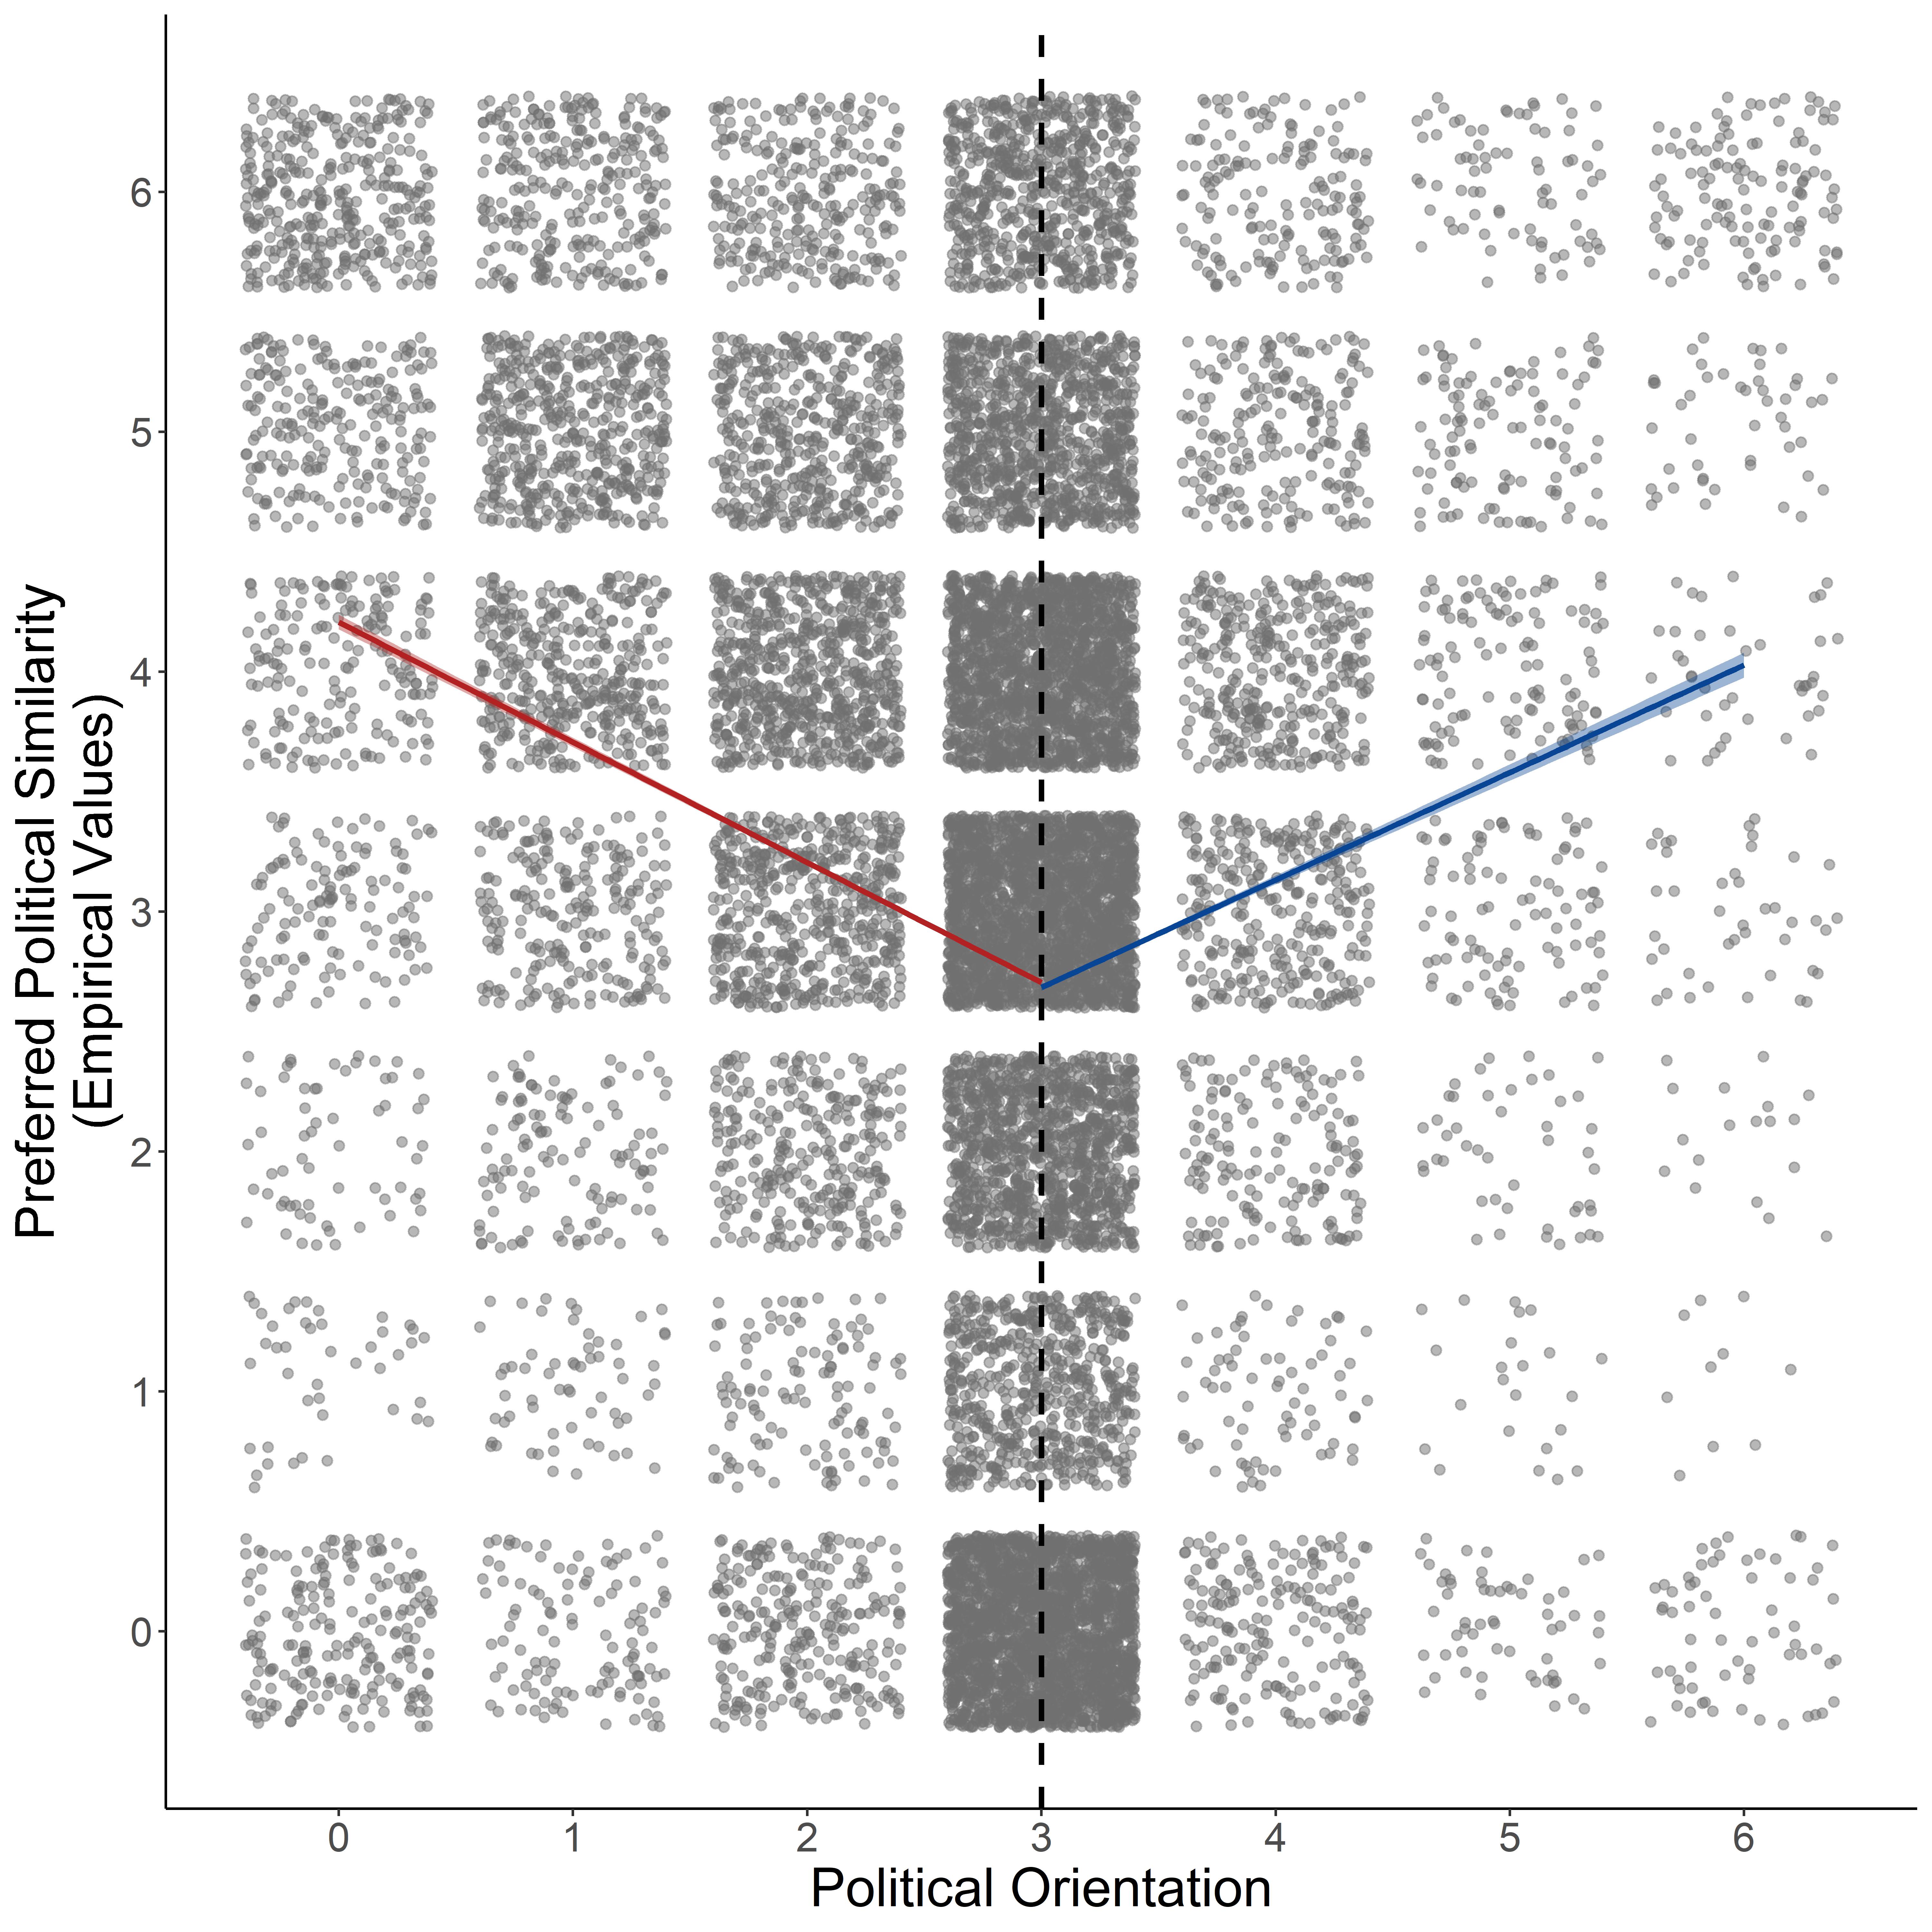 Preferred Political Similarity
(Empirical Values)
6
5
4
3
2
1
0
0 1 2 3 4 5 6
Political Orientation